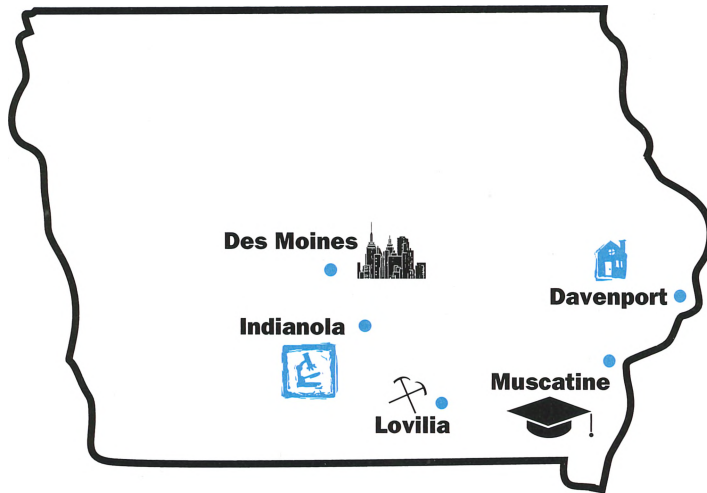 Des Moines
Indianola
Davenport
Muscatine
Lovilia